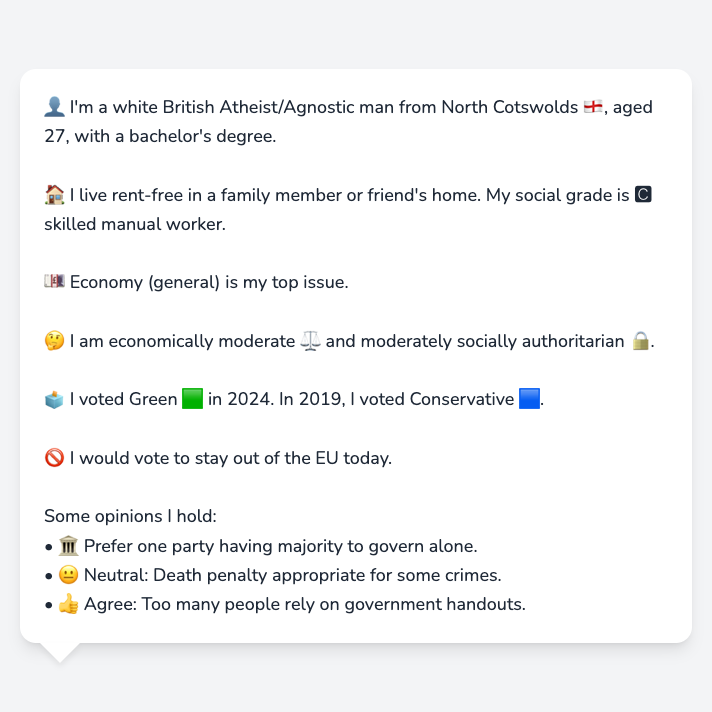 👤 I'm a white British Atheist/Agnostic man from North Cotswolds 🏴󠁧󠁢󠁥󠁮󠁧󠁿, aged
27, with a bachelor's degree.
🏠 I live rent-free in a family member or friend's home. My social grade is 🅲
skilled manual worker.
💷 Economy (general) is my top issue.
🤔 I am economically moderate ⚖️ and moderately socially authoritarian 🔒.
🗳️ I voted Green 🟩 in 2024. In 2019, I voted Conservative 🟦.
🚫 I would vote to stay out of the EU today.
Some opinions I hold:
• 🏛️ Prefer one party having majority to govern alone.
• 😐 Neutral: Death penalty appropriate for some crimes.
• 👍 Agree: Too many people rely on government handouts.